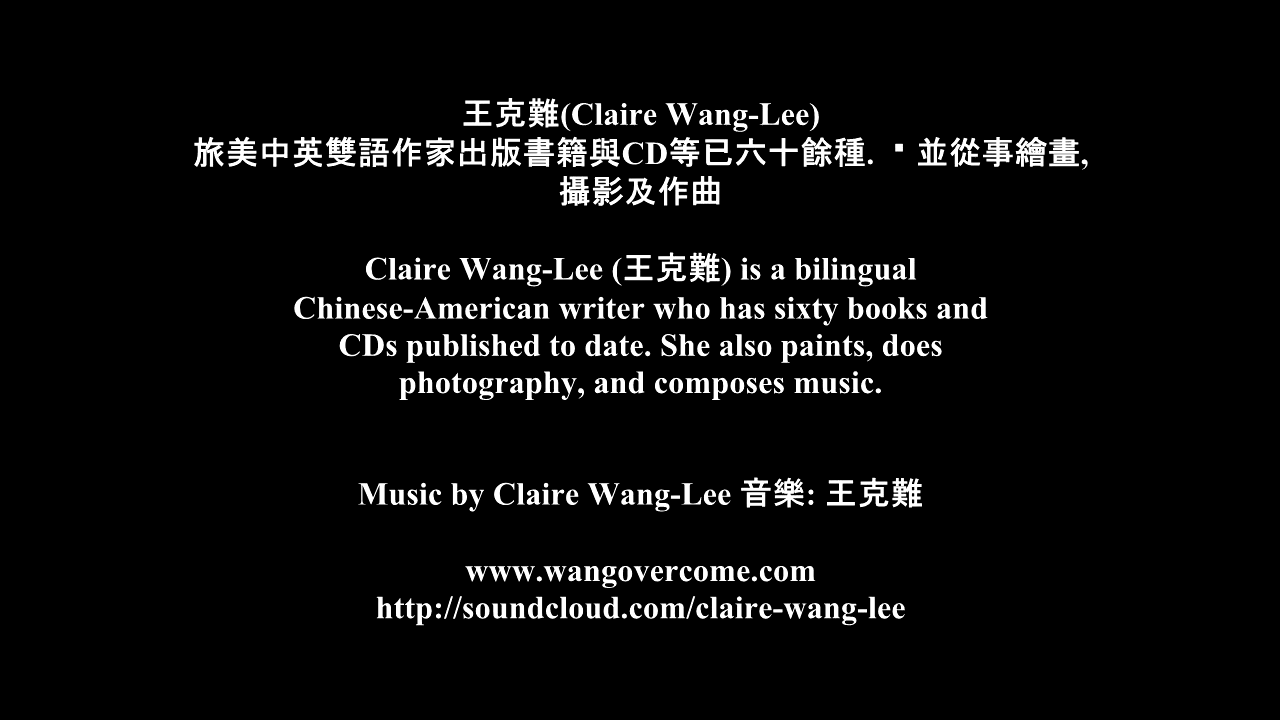 王克難(Claire Wang-Lee)
旅美中英雙語作家出版書籍與CD等已六十餘種. ▪並從事繪畫,
攝影及作曲
Claire Wang-Lee (王克難) is a bilingual
Chinese-American writer who has sixty books and
CDs published to date. She also paints, does
photography, and composes music.
Music by Claire Wang-Lee 音樂: 王克難
www.wangovercome.com
http://soundcloud.com/claire-wang-lee